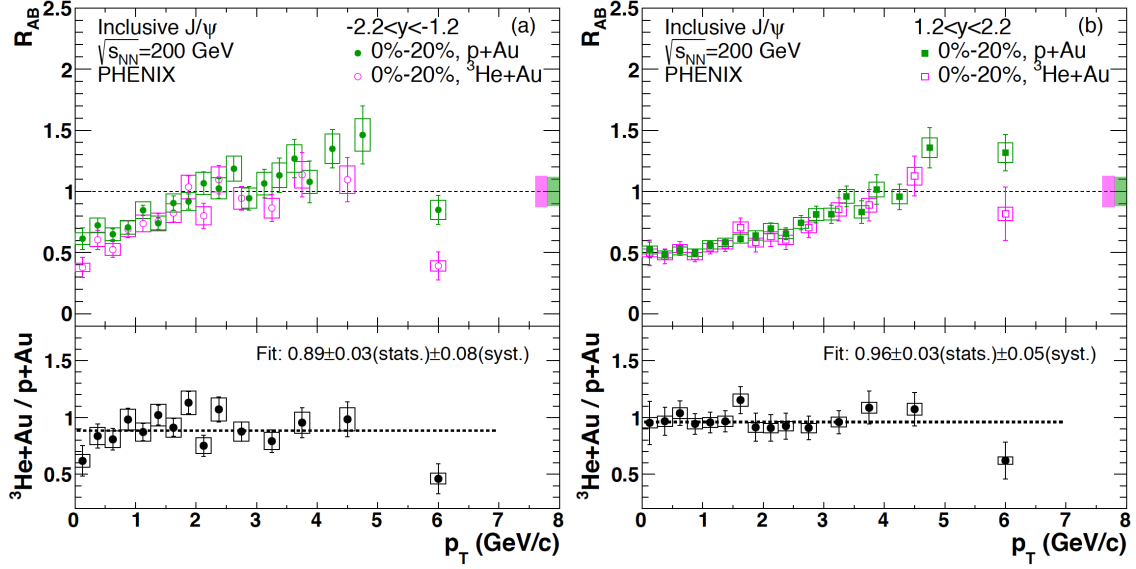 R_AB
Inclusive J/ψ
-2.2<y<-1.2
(a)
√s_NN=200 GeV
0%-20%, p+Au
PHENIX
0%-20%, ³He+Au
2.5
2
1.5
1
0.5
0
³He+Au / p+Au
Fit: 0.89±0.03(stats.)±0.08(syst.)
1.5
1
0.5
0 1 2 3 4 5 6 7 8
p_T (GeV/c)
R_AB
Inclusive J/ψ
1.2<y<2.2
(b)
√s_NN=200 GeV
0%-20%, p+Au
PHENIX
0%-20%, ³He+Au
2.5
2
1.5
1
0.5
0
³He+Au / p+Au
Fit: 0.96±0.03(stats.)±0.05(syst.)
1.5
1
0.5
0 1 2 3 4 5 6 7 8
p_T (GeV/c)